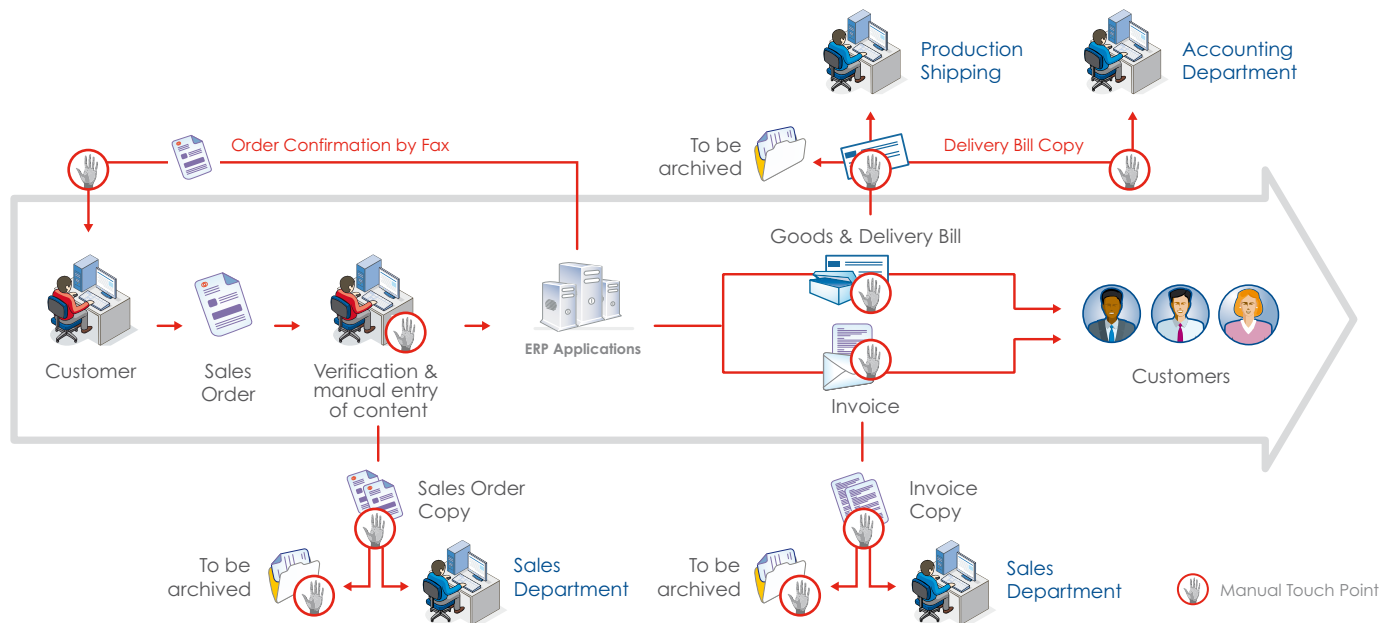 Production
Shipping
Accounting
Department
Order Confirmation by Fax
To be
archived
Delivery Bill Copy
Goods & Delivery Bill
ERP Applications
Customer
Sales
Order
Verification &
manual entry
of content
Invoice
Customers
Sales Order
Copy
Invoice
Copy
To be
archived
Sales
Department
To be
archived
Sales
Department
Manual Touch Point